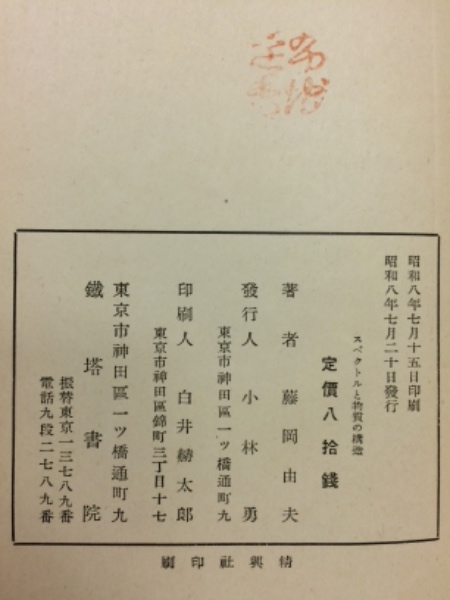 昭和八年七月十五日印刷
昭和八年七月二十日發行
スペクトルと物質の構造
定價八拾錢
著者 藤岡由夫
發行人 小林勇
東京市神田區一ツ橋通町九
印刷人 白井赫太郎
東京市神田區錦町三丁目十七
東京市神田區一ツ橋通町九
鐵塔書院
振替東京一三七八九番
電話九段二七八九番
精興社印刷